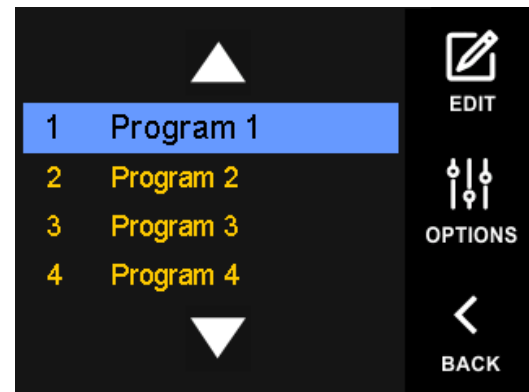 1 Program 1
2 Program 2
3 Program 3
4 Program 4
EDIT
OPTIONS
BACK